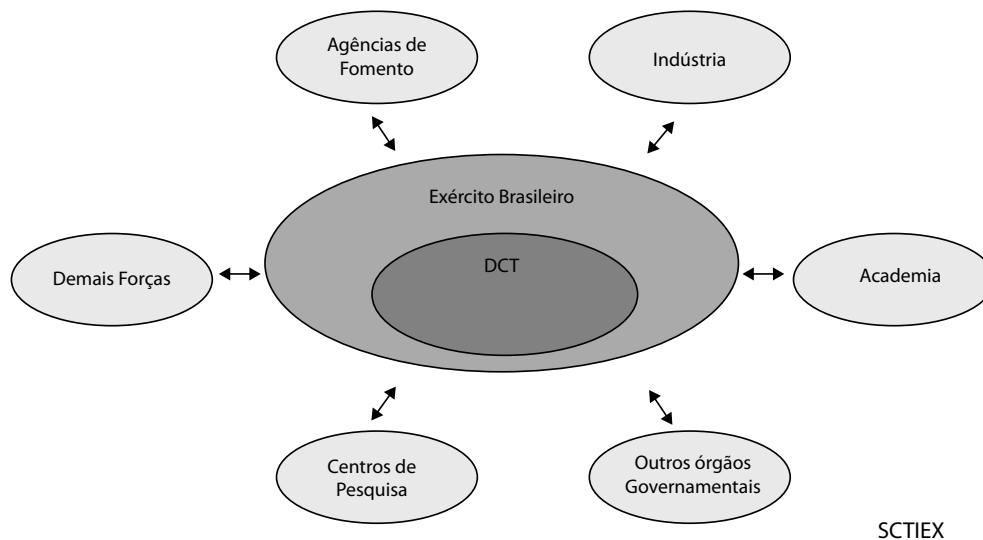 Agências de
Fomento
Indústria
Exército Brasileiro
DCT
Demais Forças
Academia
Centros de
Pesquisa
Outros órgãos
Governamentais
SCTIEX